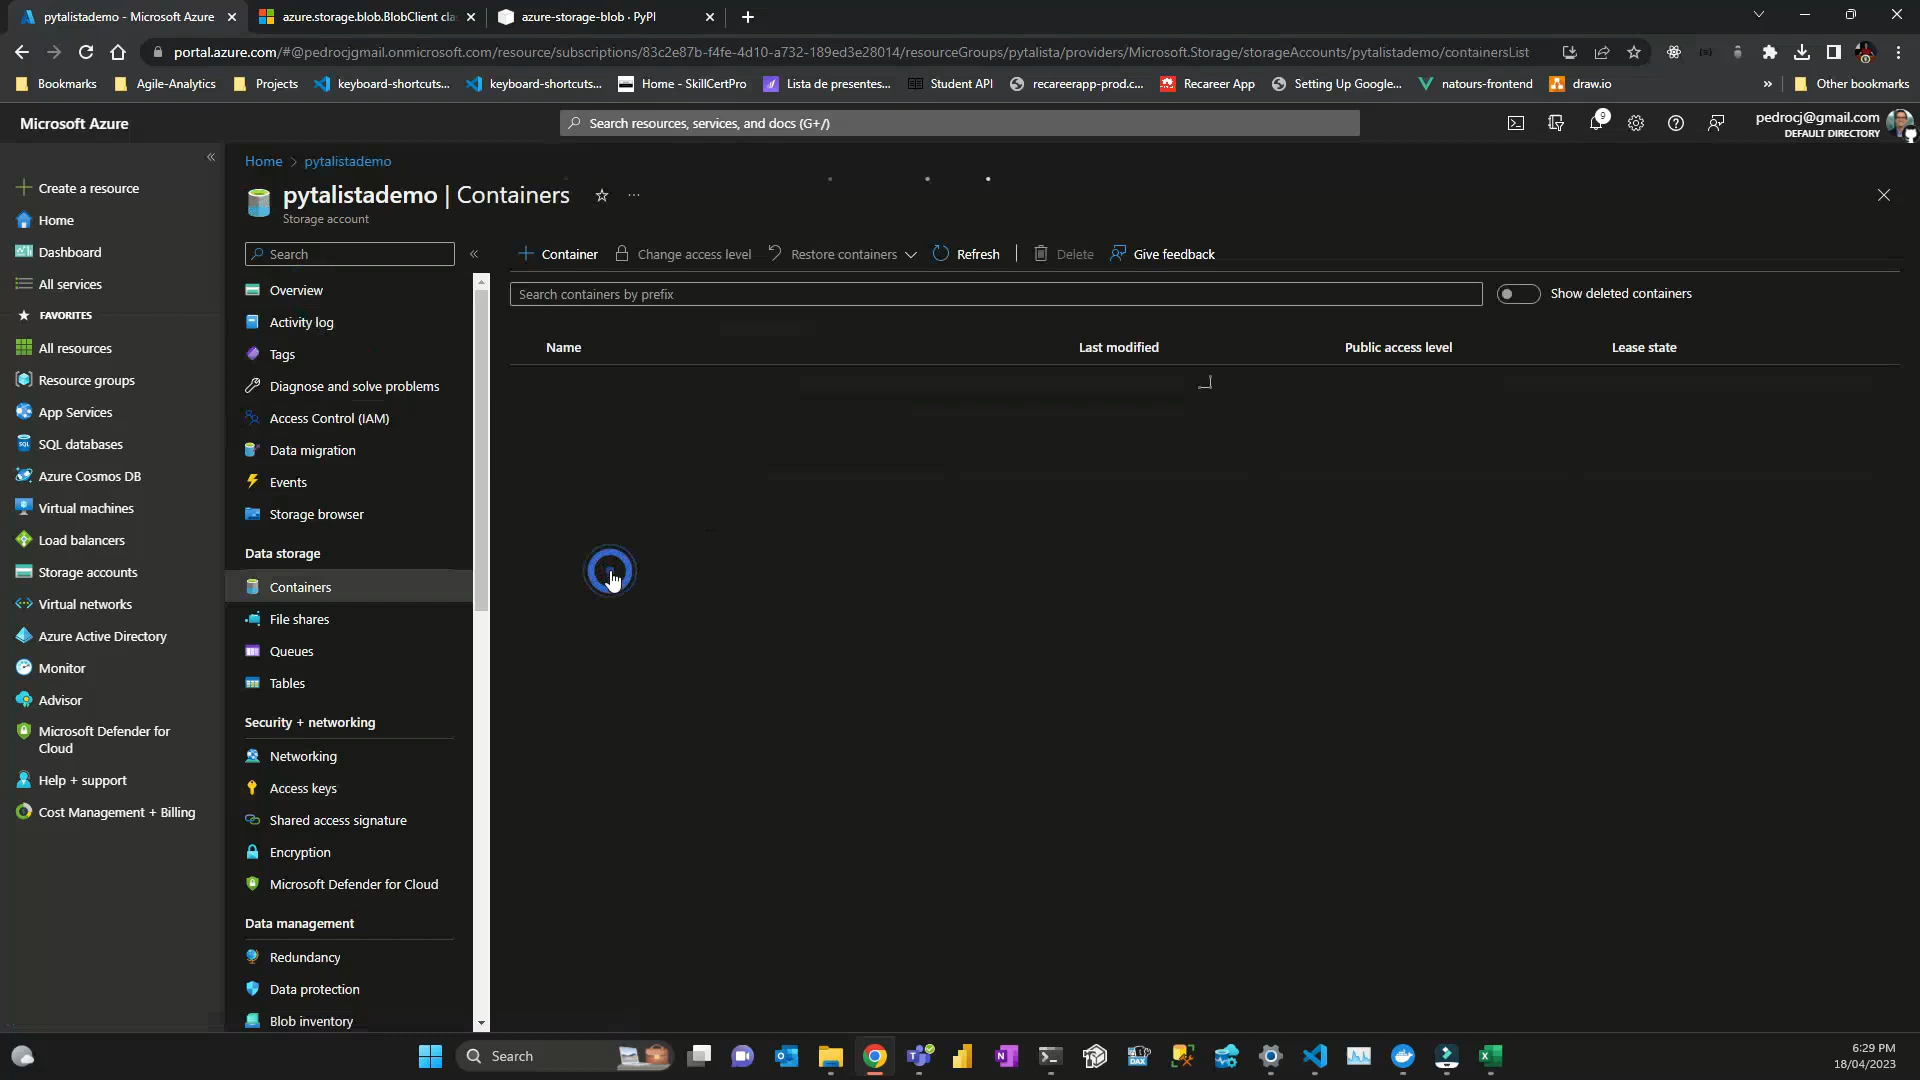 pytalistademo - Microsoft Azure
azure.storage.blob.BlobClient cla
azure-storage-blob · PyPI
portal.azure.com/#@pedrocjgmail.onmicrosoft.com/resource/subscriptions/83c2e87b-f4fe-4d10-a732-189ed3e28014/resourceGroups/pytalista/providers/Microsoft.Storage/storageAccounts/pytalistademo/containersList
Bookmarks
Agile-Analytics
Projects
keyboard-shortcuts...
keyboard-shortcuts...
Home - SkillCertPro
Lista de presentes...
Student API
recareerapp-prod.c...
Recareer App
Setting Up Google...
natours-frontend
draw.io
»
Other bookmarks
Microsoft Azure
Search resources, services, and docs (G+/)
9
pedrocj@gmail.com
DEFAULT DIRECTORY
Create a resource
Home
Dashboard
All services
FAVORITES
All resources
Resource groups
App Services
SQL databases
Azure Cosmos DB
Virtual machines
Load balancers
Storage accounts
Virtual networks
Azure Active Directory
Monitor
Advisor
Microsoft Defender for
Cloud
Help + support
Cost Management + Billing
Home > pytalistademo
pytalistademo | Containers
Storage account
Search
Overview
Activity log
Tags
Diagnose and solve problems
Access Control (IAM)
Data migration
Events
Storage browser
Data storage
Containers
File shares
Queues
Tables
Security + networking
Networking
Access keys
Shared access signature
Encryption
Microsoft Defender for Cloud
Data management
Redundancy
Data protection
Blob inventory
Container
Change access level
Restore containers
Refresh
Delete
Give feedback
Search containers by prefix
Show deleted containers
Name
Last modified
Public access level
Lease state
Search
DAX
6:29 PM
18/04/2023